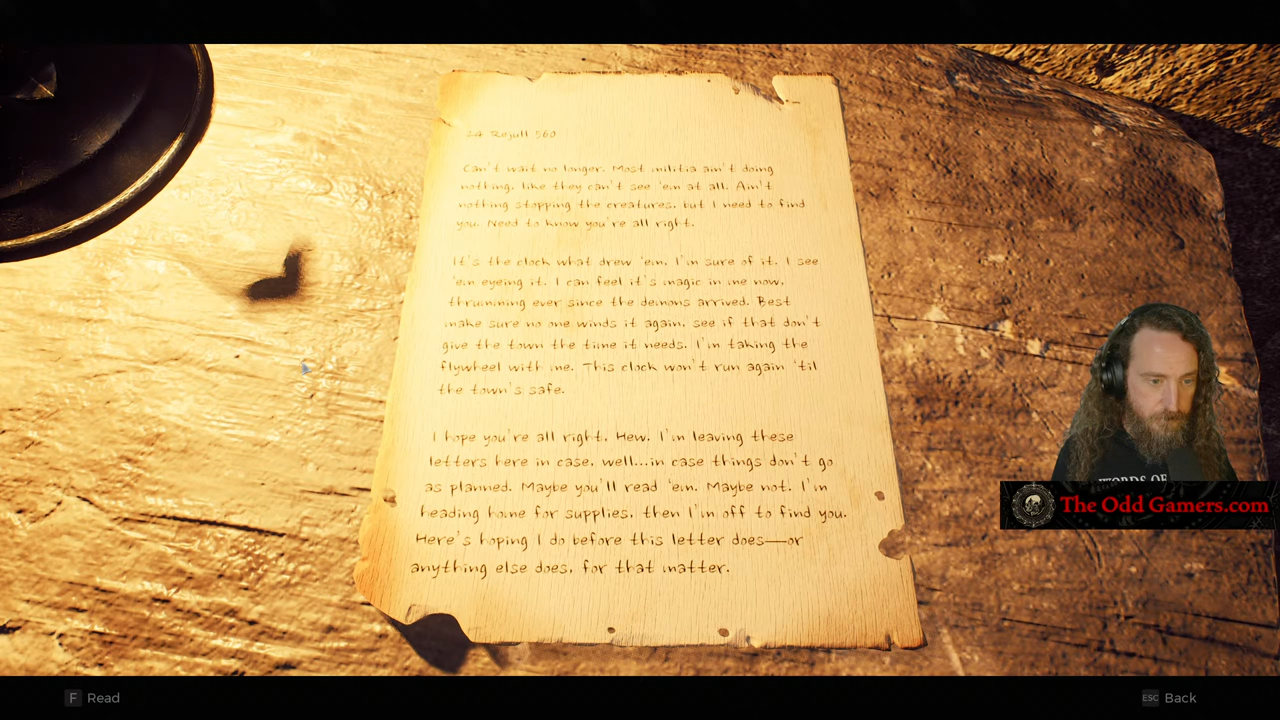 24 Rejull 560
Can't wait no longer. Most militia ain't doing
nothing, like they can't see 'em at all. Ain't
nothing stopping the creatures, but I need to find
you. Need to know you're all right.
It's the clock what drew 'em, I'm sure of it. I see
'em eyeing it. I can feel it's magic in me now,
thrumming ever since the demons arrived. Best
make sure no one winds it again, see if that don't
give the town the time it needs. I'm taking the
flywheel with me. This clock won't run again 'til
the town's safe.
I hope you're all right, Hew. I'm leaving these
letters here in case, well...in case things don't go
as planned. Maybe you'll read 'em. Maybe not. I'm
heading home for supplies, then I'm off to find you.
Here's hoping I do before this letter does—or
anything else does, for that matter.
WORDS OF
The Odd Gamers.com
F Read
ESC Back